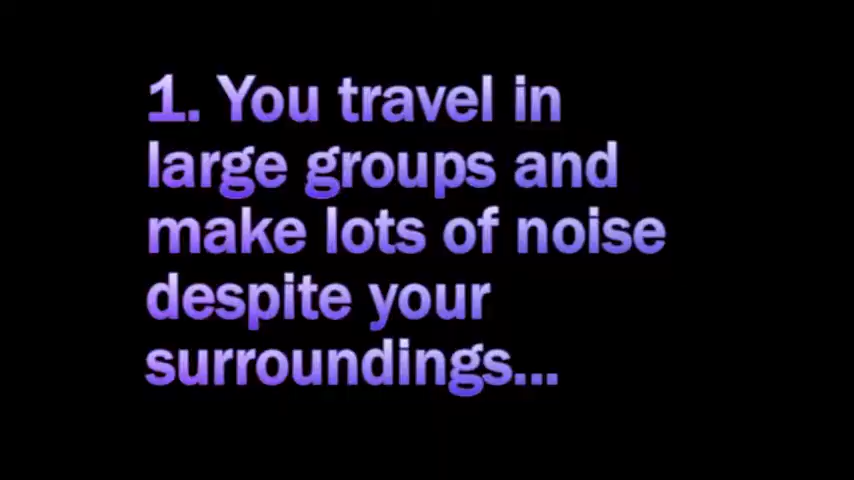 1. You travel in
large groups and
make lots of noise
despite your
surroundings...